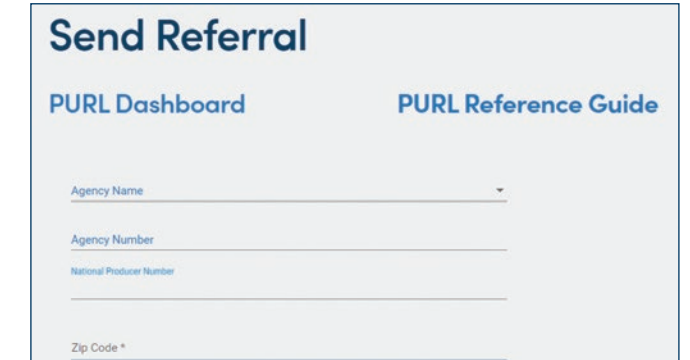 Send Referral
PURL Dashboard PURL Reference Guide
Agency Name
Agency Number
National Producer Number
Zip Code *